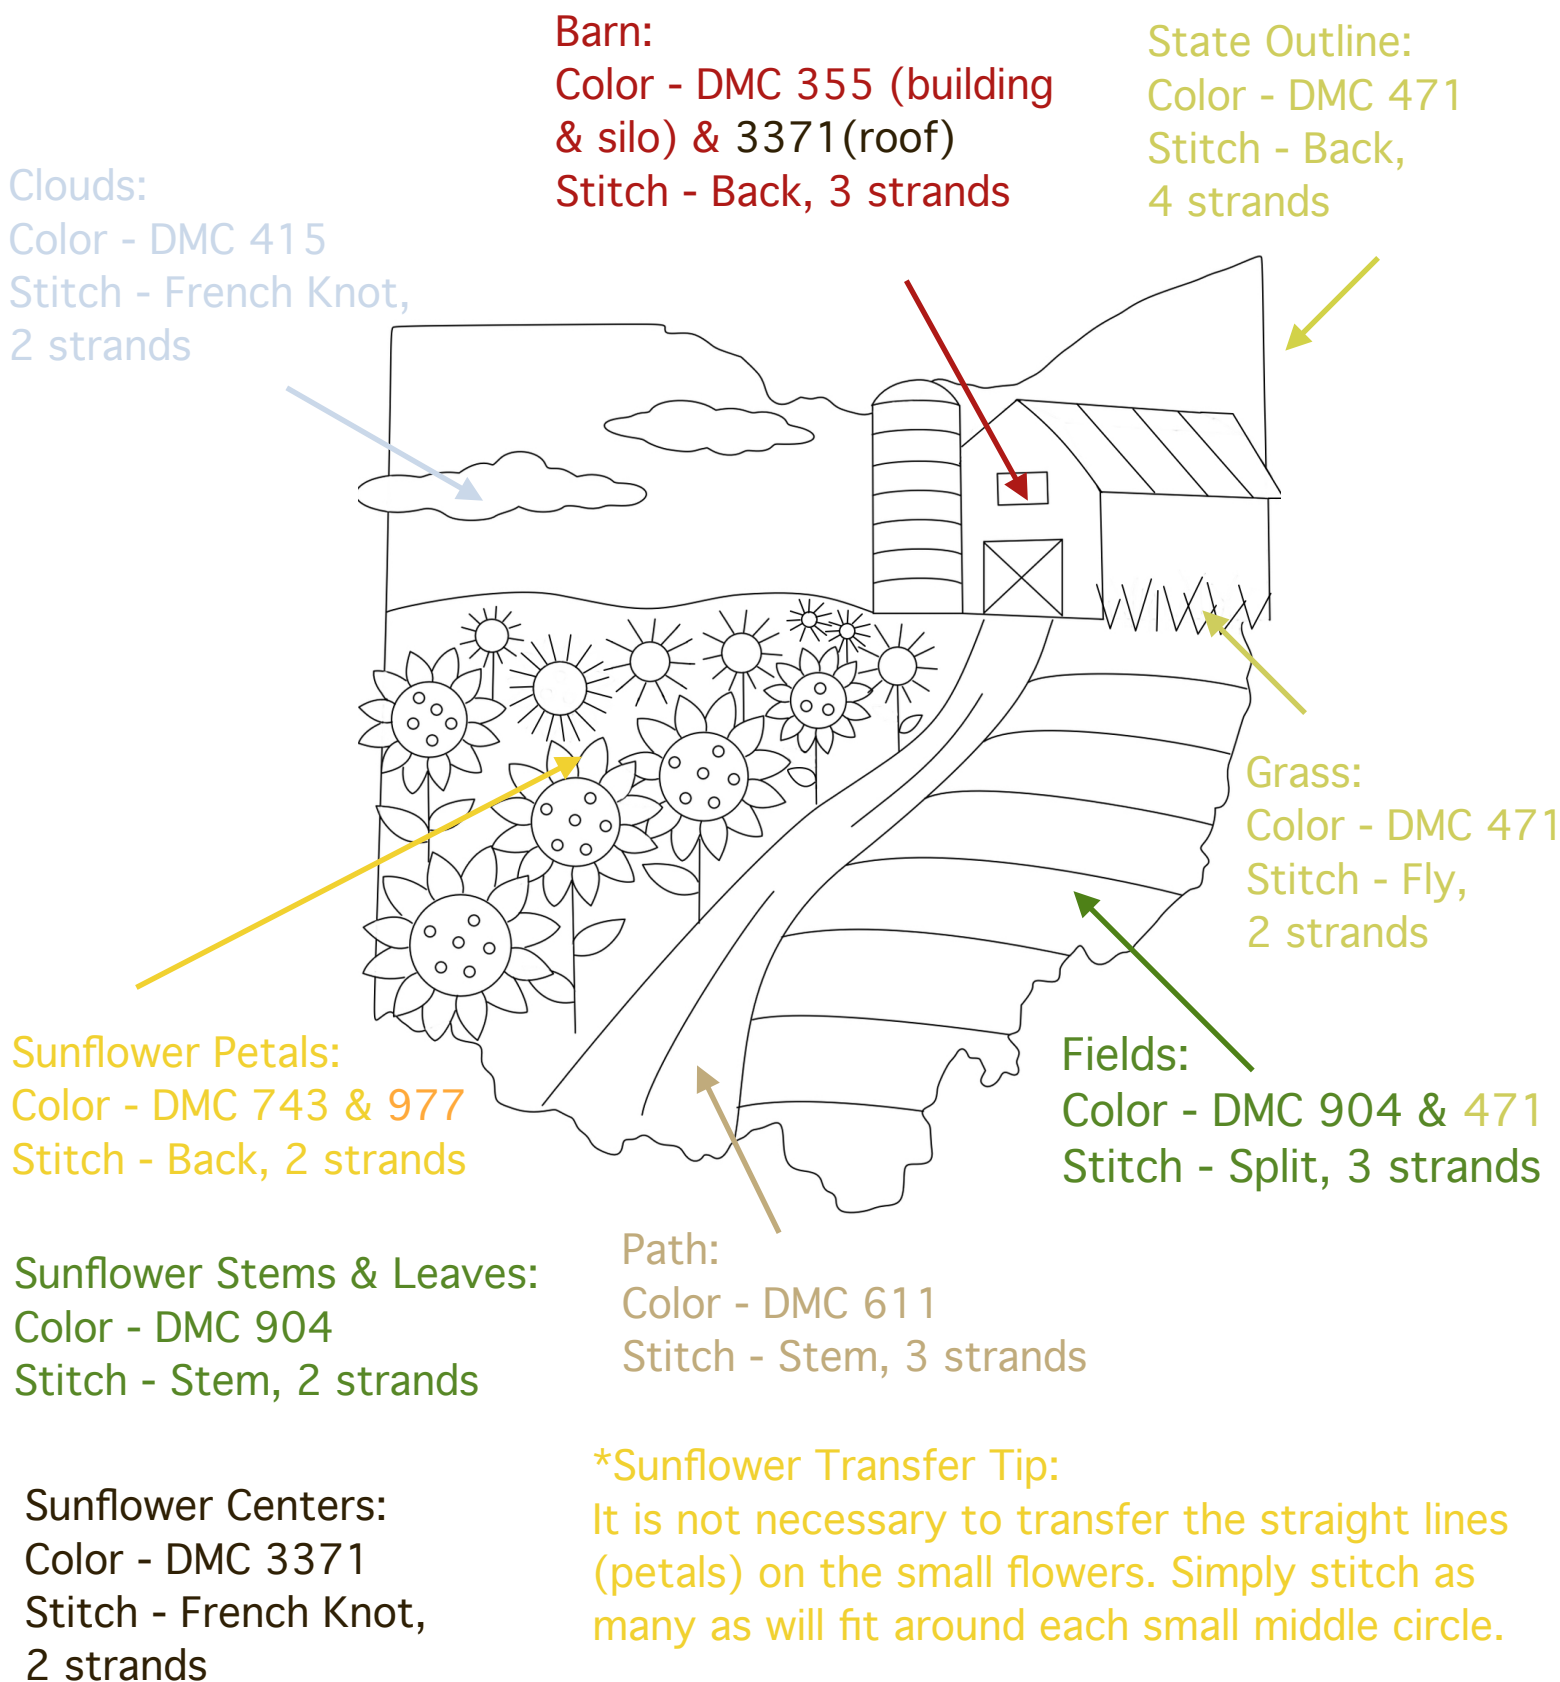 Barn:
Color - DMC 355 (building
& silo) & 3371(roof)
Stitch - Back, 3 strands
State Outline:
Color - DMC 471
Stitch - Back,
4 strands
Clouds:
Color - DMC 415
Stitch - French Knot,
2 strands
Grass:
Color - DMC 471
Stitch - Fly,
2 strands
Sunflower Petals:
Color - DMC 743 & 977
Stitch - Back, 2 strands
Fields:
Color - DMC 904 & 471
Stitch - Split, 3 strands
Sunflower Stems & Leaves:
Color - DMC 904
Stitch - Stem, 2 strands
Path:
Color - DMC 611
Stitch - Stem, 3 strands
Sunflower Centers:
Color - DMC 3371
Stitch - French Knot,
2 strands
*Sunflower Transfer Tip:
It is not necessary to transfer the straight lines
(petals) on the small flowers. Simply stitch as
many as will fit around each small middle circle.